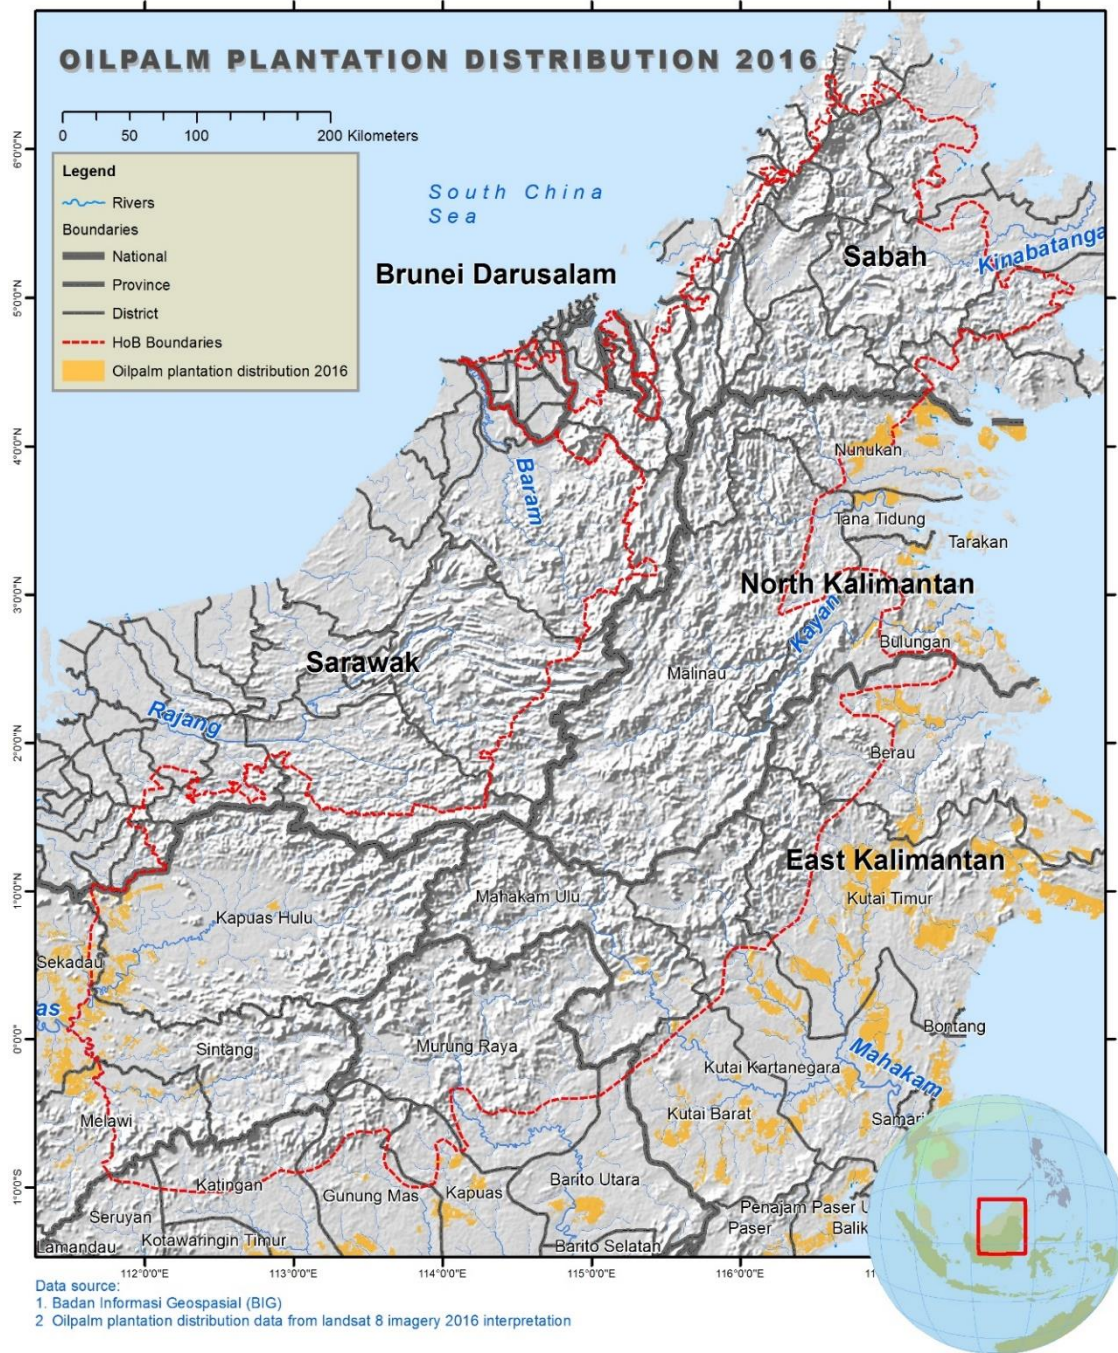 OILPALM PLANTATION DISTRIBUTION 2016
0 50 100 200 Kilometers
Legend
Rivers
Boundaries
National
Province
District
HoB Boundaries
Oilpalm plantation distribution 2016
South China
Sea
Brunei Darusalam
Sabah
Kinabatanga
Baram
Nunukan
Tana Tidung
Tarakan
North Kalimantan
Kayan
Bulungan
Sarawak
Malinau
Rajang
Berau
East Kalimantan
Kutai Timur
Mahakam Ulu
Kapuas Hulu
Sekadau
as
Bontang
Sintang
Murung Raya
Kutai Kartanegara
Mahakam
Kutai Barat
Samari
Melawi
Katingan
Gunung Mas
Kapuas
Barito Utara
Seruyan
Penajam Paser U
Paser
Balik
Lamandau
Kotawaringin Timur
Barito Selatan
6°0'0"N
5°0'0"N
4°0'0"N
3°0'0"N
2°0'0"N
1°0'0"N
0°0'0"
1°0'0"S
112°0'0"E 113°0'0"E 114°0'0"E 115°0'0"E 116°0'0"E 11
Data source:
1. Badan Informasi Geospasial (BIG)
2 Oilpalm plantation distribution data from landsat 8 imagery 2016 interpretation